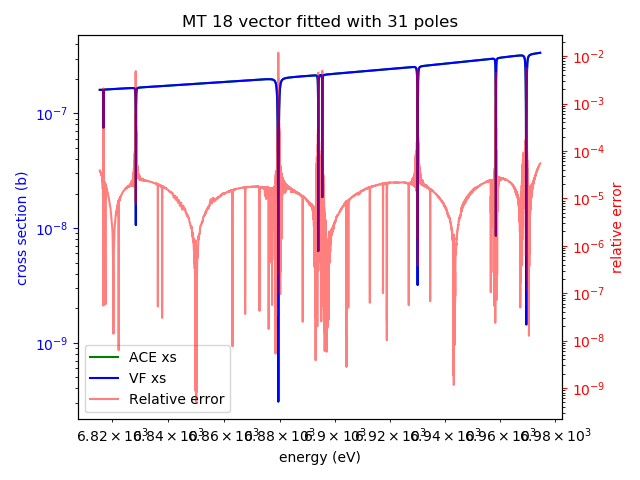 MT 18 vector fitted with 31 poles
10⁻⁷
10⁻⁸
10⁻⁹
cross section (b)
10⁻²
10⁻³
10⁻⁴
10⁻⁵
10⁻⁶
10⁻⁷
10⁻⁸
10⁻⁹
relative error
ACE xs
VF xs
Relative error
6.82 × 10³ 6.84 × 10³ 6.86 × 10³ 6.88 × 10³ 6.9 × 10³ 6.92 × 10³ 6.94 × 10³ 6.96 × 10³ 6.98 × 10³
energy (eV)